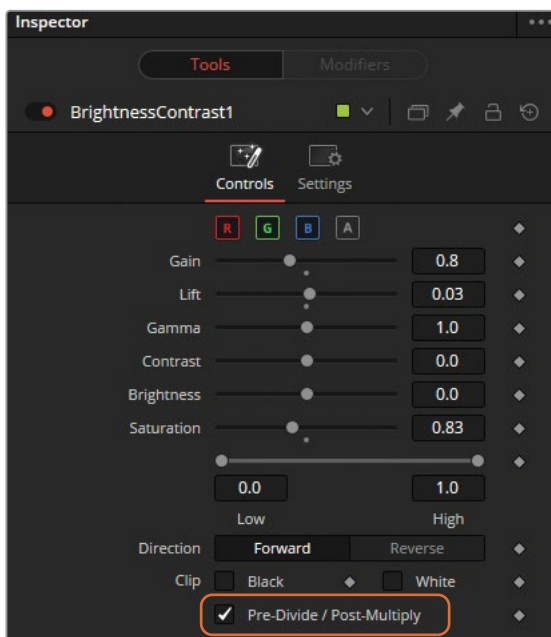 Inspector
Tools Modifiers
BrightnessContrast1
Controls Settings
R G B A
Gain 0.8
Lift 0.03
Gamma 1.0
Contrast 0.0
Brightness 0.0
Saturation 0.83
0.0 1.0
Low High
Direction Forward Reverse
Clip Black White
Pre-Divide / Post-Multiply